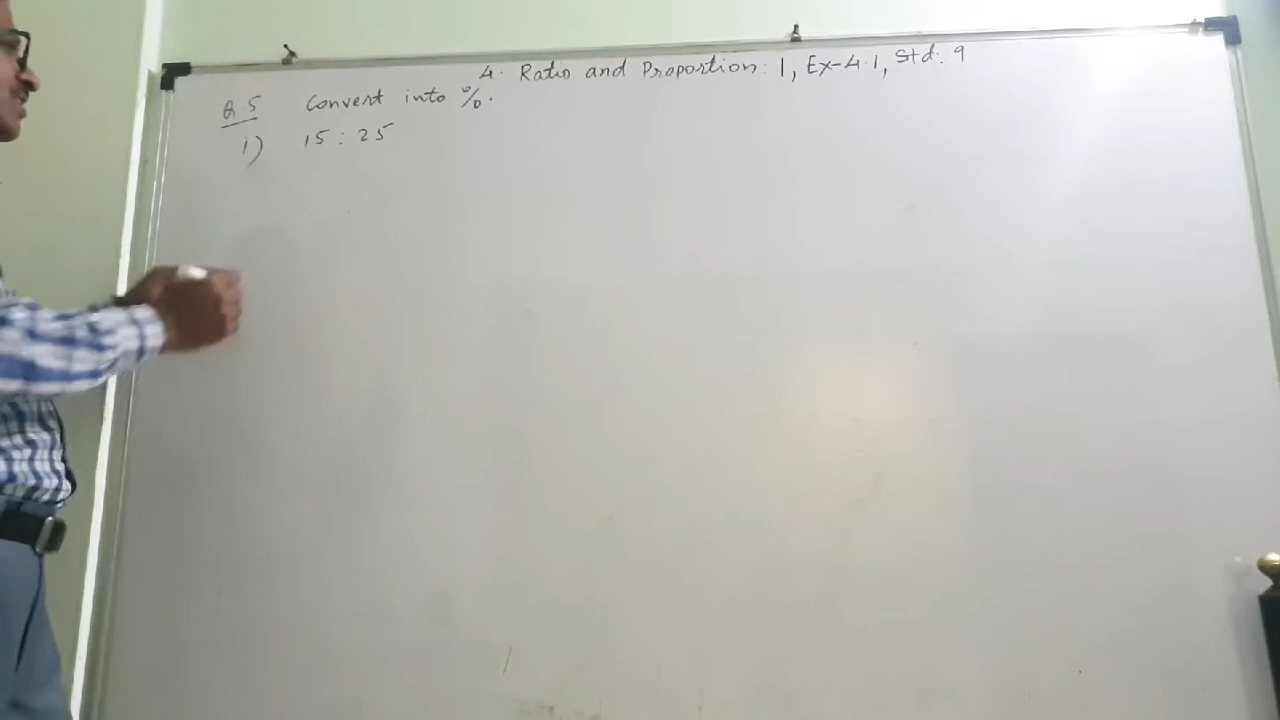 4. Ratio and Proportion: 1, Ex-4.1, Std: 9
Q 5 Convert into %.
1) 15 : 25